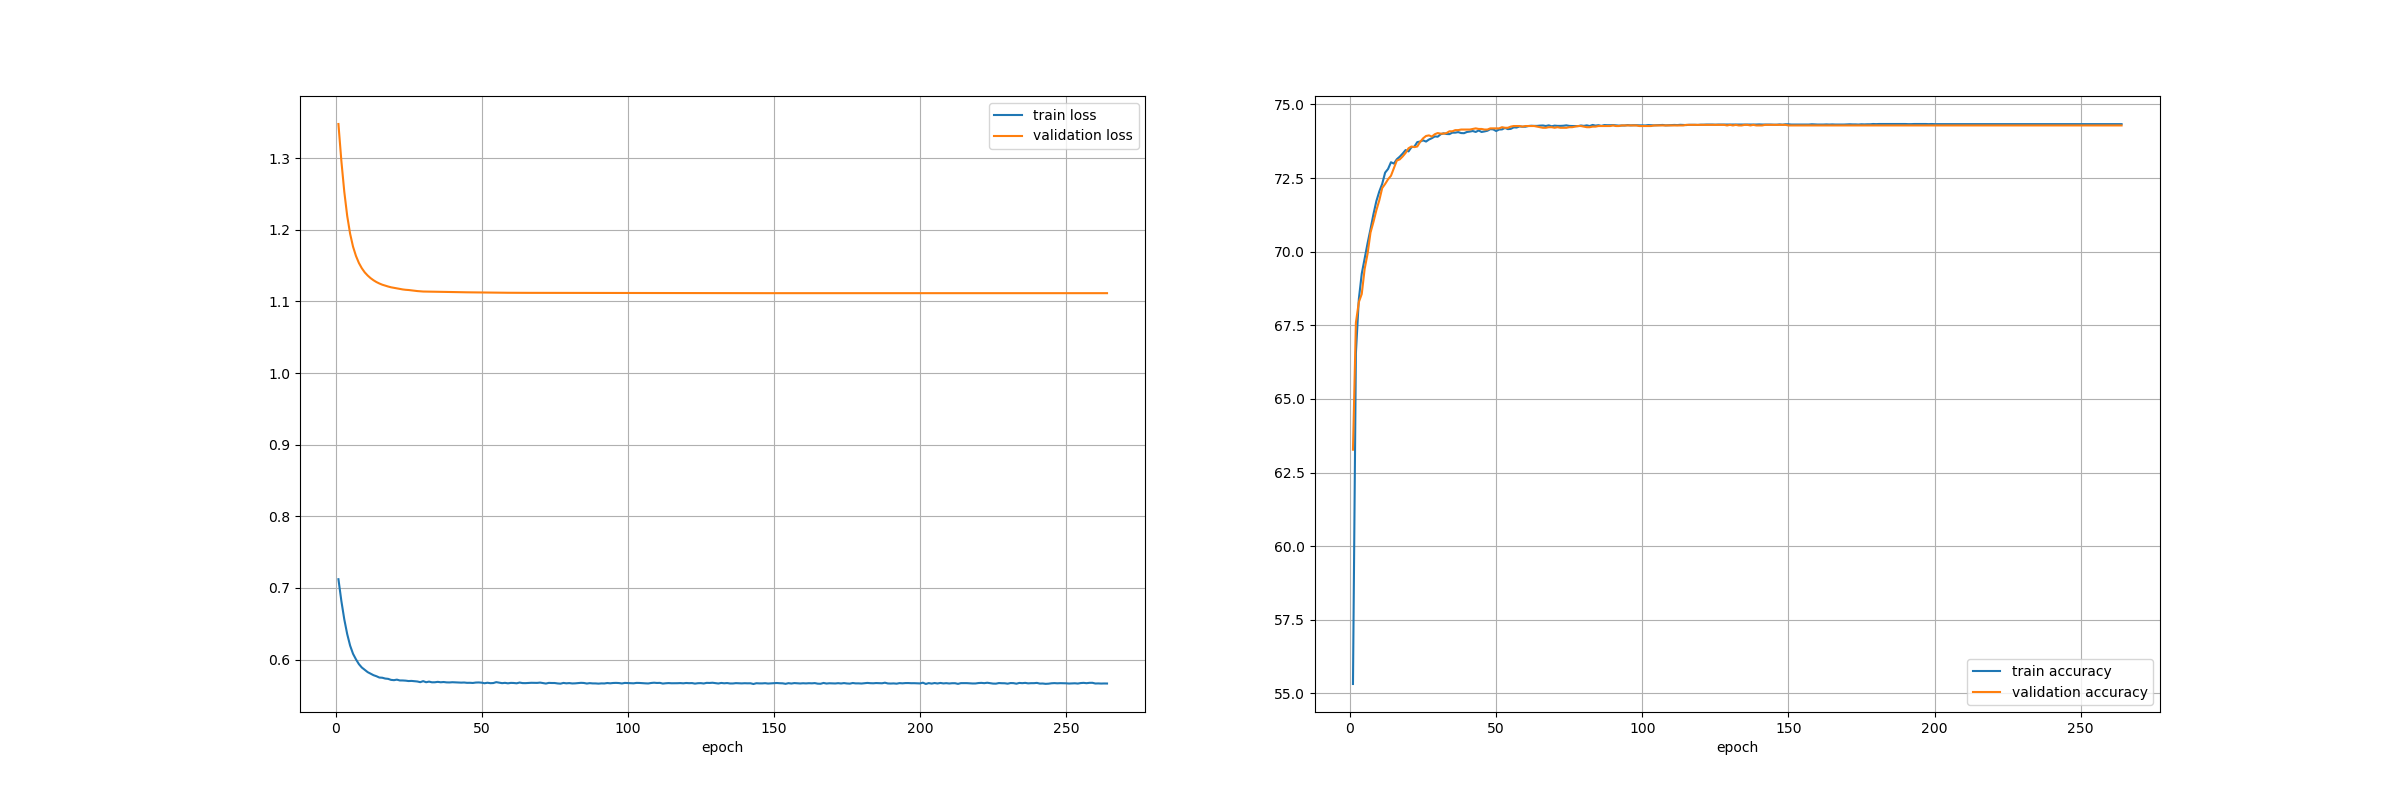 train loss
validation loss
1.3
1.2
1.1
1.0
0.9
0.8
0.7
0.6
0 50 100 150 200 250
epoch
75.0
72.5
70.0
67.5
65.0
62.5
60.0
57.5
55.0
train accuracy
validation accuracy
0 50 100 150 200 250
epoch